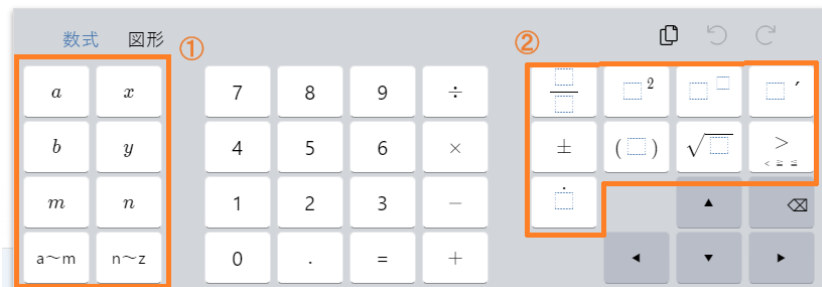 数式 図形 ① ②
a x 7 8 9 ÷ □/□ □² □^□ □′
b y 4 5 6 × ± (□) √□ > < ≧ ≦
m n 1 2 3 − □̇ ▲ ⌫
a～m n～z 0 . = + ◀ ▼ ▶